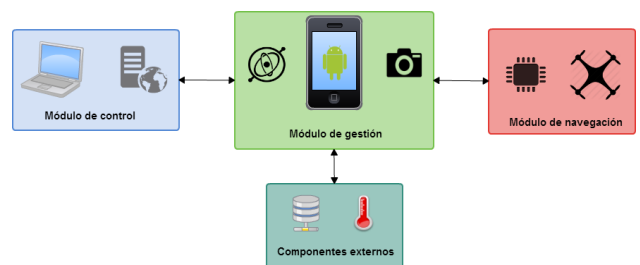 Módulo de control
Módulo de gestión
Módulo de navegación
Componentes externos